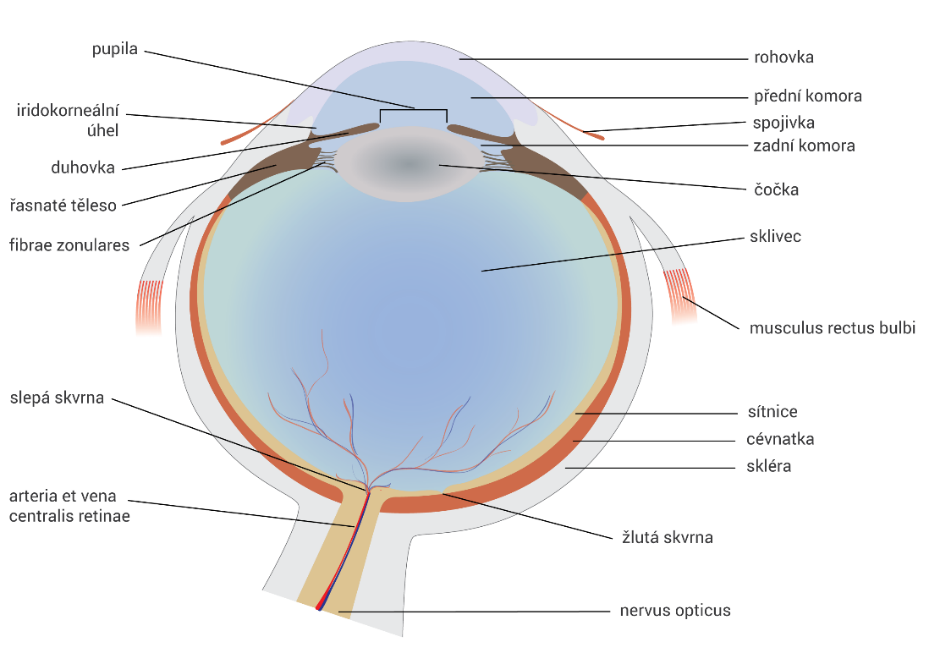 pupila
iridokorneální
úhel
duhovka
řasnaté těleso
fibrae zonulares
slepá skvrna
arteria et vena
centralis retinae
rohovka
přední komora
spojivka
zadní komora
čočka
sklivec
musculus rectus bulbi
sítnice
cévnatka
skléra
žlutá skvrna
nervus opticus